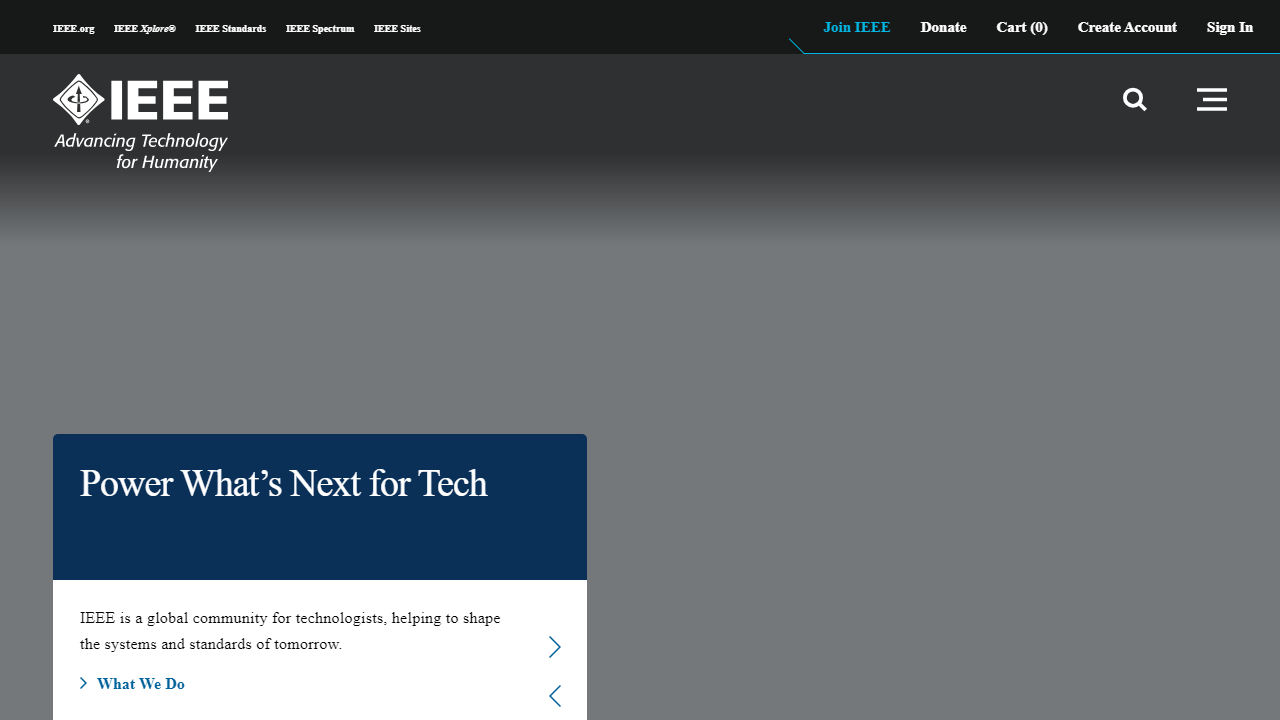 IEEE.org IEEE Xplore® IEEE Standards IEEE Spectrum IEEE Sites
Join IEEE Donate Cart (0) Create Account Sign In
IEEE®
Advancing Technology
for Humanity
Power What’s Next for Tech
IEEE is a global community for technologists, helping to shape
the systems and standards of tomorrow.
What We Do